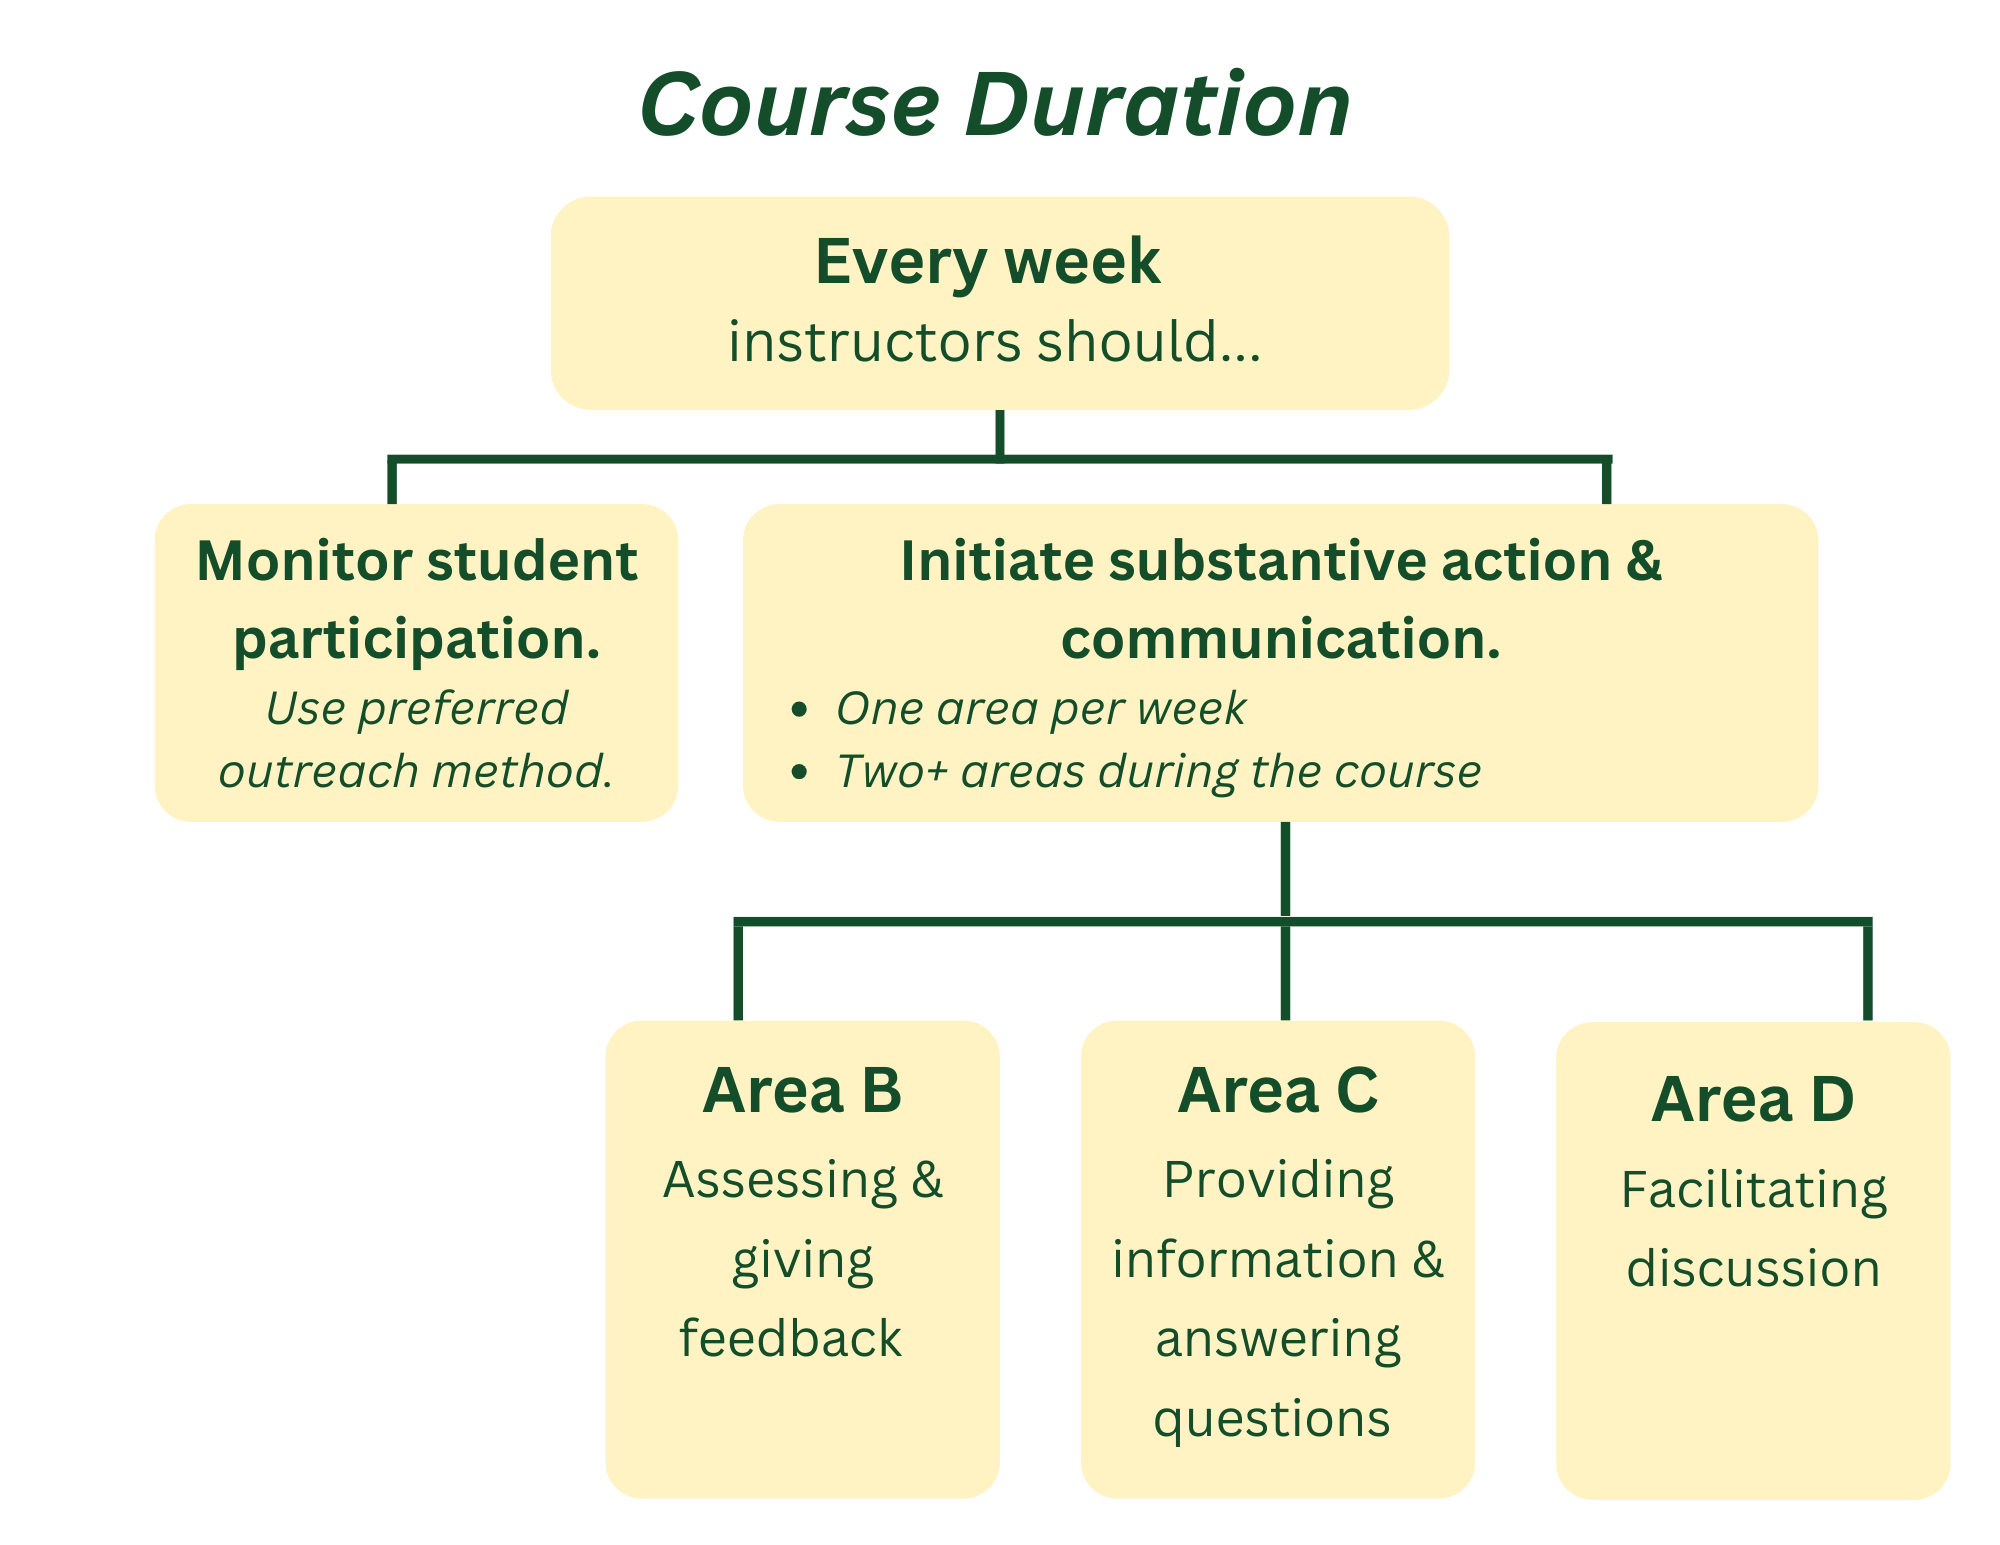 Course Duration
Every week
instructors should...
Monitor student
participation.
Use preferred
outreach method.
Initiate substantive action &
communication.
• One area per week
• Two+ areas during the course
Area B
Assessing &
giving
feedback
Area C
Providing
information &
answering
questions
Area D
Facilitating
discussion